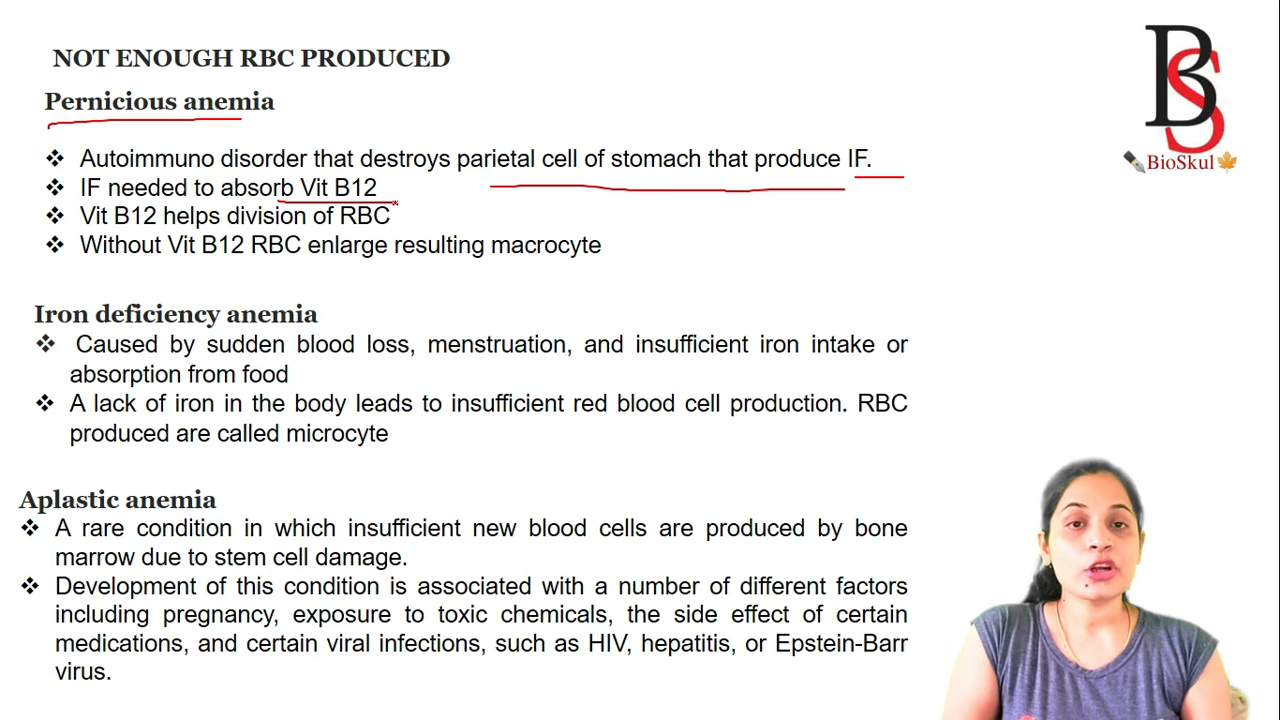 NOT ENOUGH RBC PRODUCED
Pernicious anemia
❖ Autoimmuno disorder that destroys parietal cell of stomach that produce IF.
❖ IF needed to absorb Vit B12
❖ Vit B12 helps division of RBC
❖ Without Vit B12 RBC enlarge resulting macrocyte
Iron deficiency anemia
❖ Caused by sudden blood loss, menstruation, and insufficient iron intake or
absorption from food
❖ A lack of iron in the body leads to insufficient red blood cell production. RBC
produced are called microcyte
Aplastic anemia
❖ A rare condition in which insufficient new blood cells are produced by bone
marrow due to stem cell damage.
❖ Development of this condition is associated with a number of different factors
including pregnancy, exposure to toxic chemicals, the side effect of certain
medications, and certain viral infections, such as HIV, hepatitis, or Epstein-Barr
virus.
BS
BioSkul